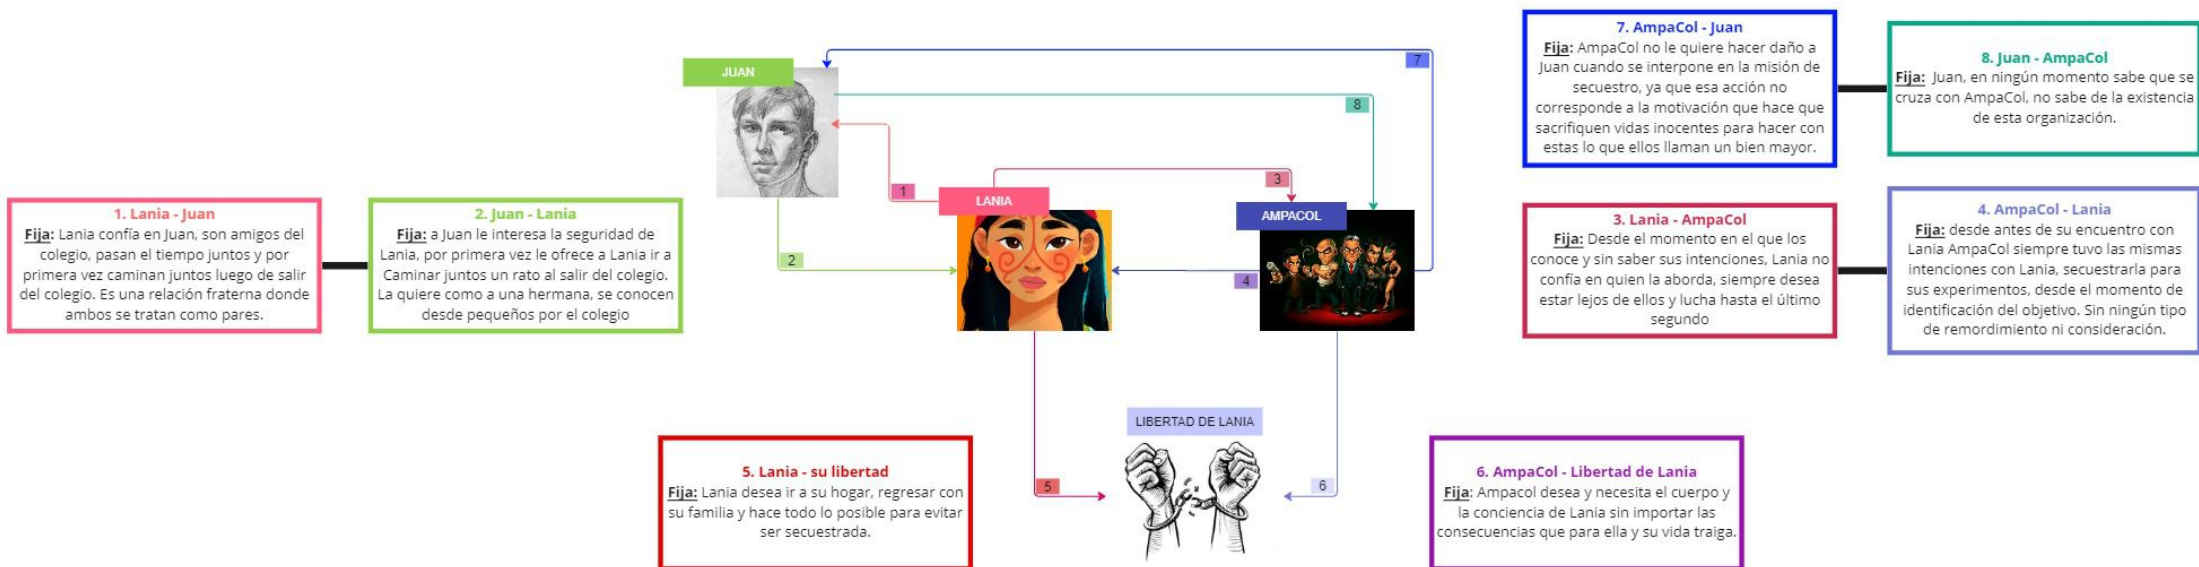 JUAN
7
8
1
LANIA
3
AMPACOL
2
4
LIBERTAD DE LANIA
5
6
1. Lania - Juan
Fija: Lania confía en Juan, son amigos del
colegio, pasan el tiempo juntos y por
primera vez caminan juntos luego de salir
del colegio. Es una relación fraterna donde
ambos se tratan como pares.
2. Juan - Lania
Fija: a Juan le interesa la seguridad de
Lania, por primera vez le ofrece a Lania ir a
Caminar juntos un rato al salir del colegio.
La quiere como a una hermana, se conocen
desde pequeños por el colegio
7. AmpaCol - Juan
Fija: AmpaCol no le quiere hacer daño a
Juan cuando se interpone en la misión de
secuestro, ya que esa acción no
corresponde a la motivación que hace que
sacrifiquen vidas inocentes para hacer con
estas lo que ellos llaman un bien mayor.
8. Juan - AmpaCol
Fija: Juan, en ningún momento sabe que se
cruza con AmpaCol, no sabe de la existencia
de esta organización.
3. Lania - AmpaCol
Fija: Desde el momento en el que los
conoce y sin saber sus intenciones, Lania no
confía en quien la aborda, siempre desea
estar lejos de ellos y lucha hasta el último
segundo
4. AmpaCol - Lania
Fija: desde antes de su encuentro con
Lania AmpaCol siempre tuvo las mismas
intenciones con Lania, secuestrarla para
sus experimentos, desde el momento de
identificación del objetivo. Sin ningún tipo
de remordimiento ni consideración.
5. Lania - su libertad
Fija: Lania desea ir a su hogar, regresar con
su familia y hace todo lo posible para evitar
ser secuestrada.
6. AmpaCol - Libertad de Lania
Fija: Ampacol desea y necesita el cuerpo y
la conciencia de Lania sin importar las
consecuencias que para ella y su vida traiga.